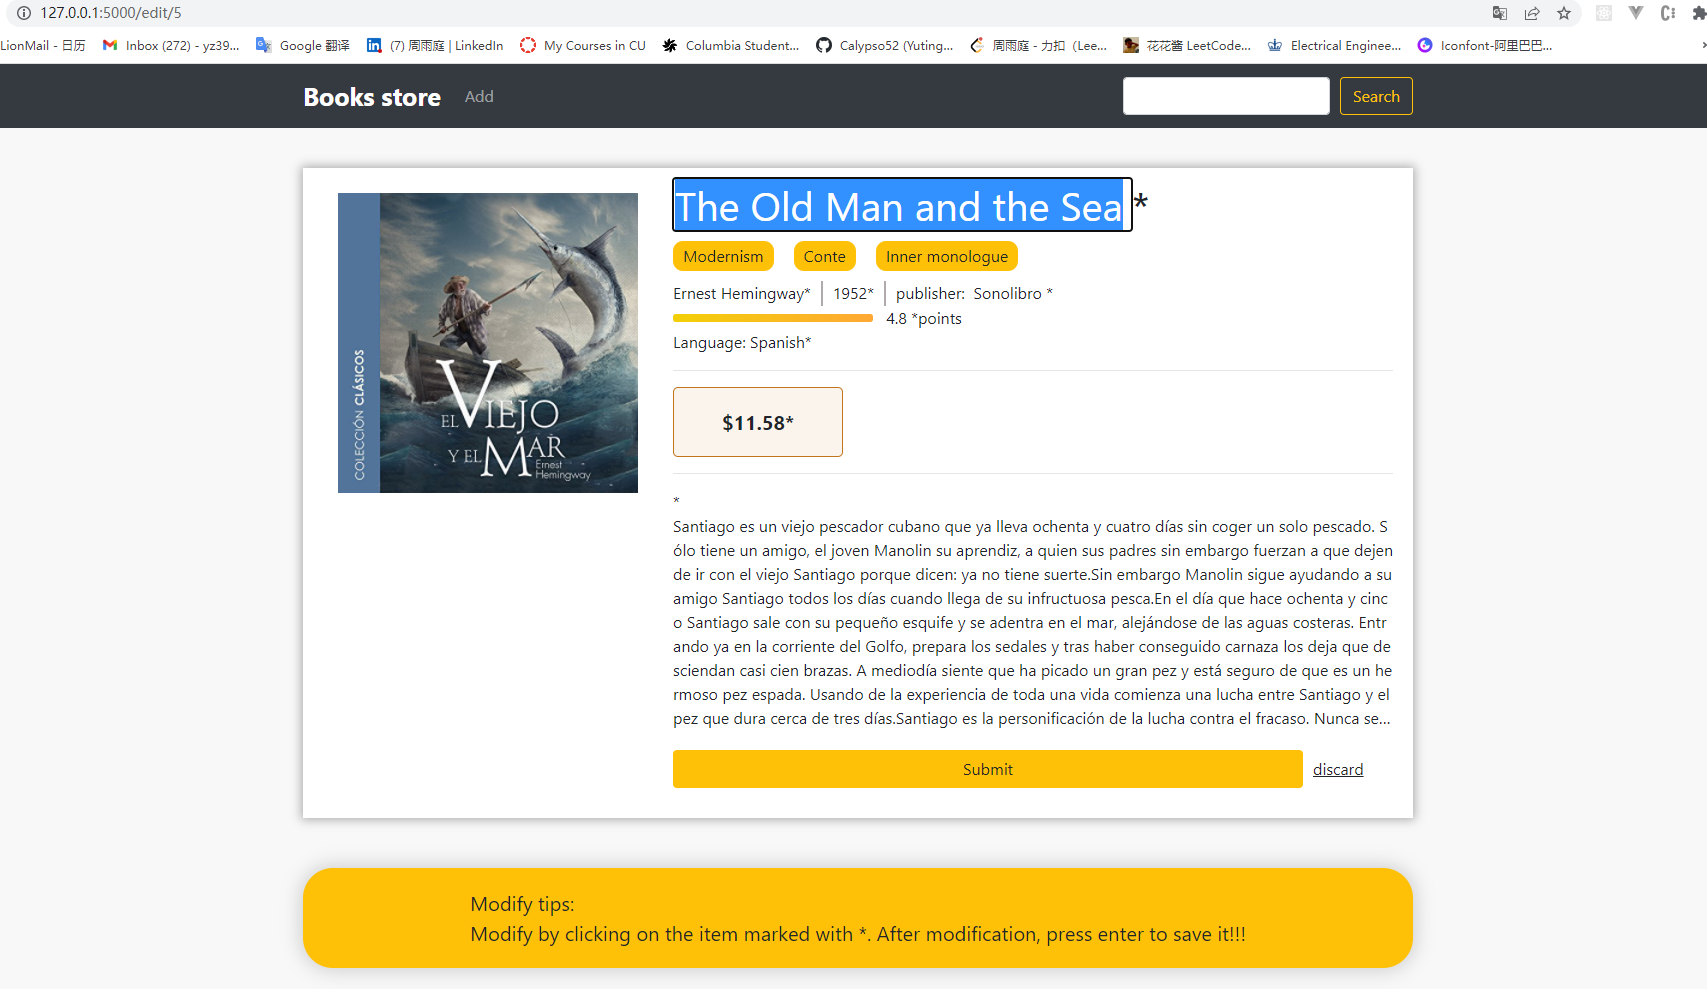 127.0.0.1:5000/edit/5
LionMail - 日历 Inbox (272) - yz39... Google 翻译 (7) 周雨庭 | LinkedIn My Courses in CU Columbia Student... Calypso52 (Yuting... 周雨庭 - 力扣（Lee... 花花酱 LeetCode... Electrical Enginee... Iconfont-阿里巴巴...
Books store Add Search
The Old Man and the Sea *
Modernism Conte Inner monologue
Ernest Hemingway* 1952* publisher: Sonolibro *
4.8 *points
Language: Spanish*
COLECCIÓN CLÁSICOS
EL VIEJO
Y EL MAR
Ernest
Hemingway
$11.58*
*
Santiago es un viejo pescador cubano que ya lleva ochenta y cuatro días sin coger un solo pescado. S
ólo tiene un amigo, el joven Manolin su aprendiz, a quien sus padres sin embargo fuerzan a que dejen
de ir con el viejo Santiago porque dicen: ya no tiene suerte.Sin embargo Manolin sigue ayudando a su
amigo Santiago todos los días cuando llega de su infructuosa pesca.En el día que hace ochenta y cinc
o Santiago sale con su pequeño esquife y se adentra en el mar, alejándose de las aguas costeras. Entr
ando ya en la corriente del Golfo, prepara los sedales y tras haber conseguido carnaza los deja que de
sciendan casi cien brazas. A mediodía siente que ha picado un gran pez y está seguro de que es un he
rmoso pez espada. Usando de la experiencia de toda una vida comienza una lucha entre Santiago y el
pez que dura cerca de tres días.Santiago es la personificación de la lucha contra el fracaso. Nunca se...
Submit discard
Modify tips:
Modify by clicking on the item marked with *. After modification, press enter to save it!!!